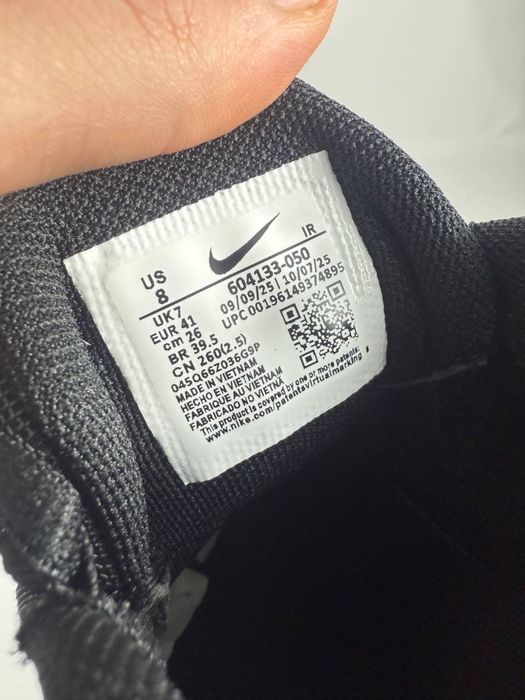 US
8
IR
604133-050
09/09/25 | 10/07/25
UPC 00196149374895
UK 7
EUR 41
cm 26
BR 39.5
CN 260(2.5)
045Q66Z036G9P
MADE IN VIETNAM
HECHO EN VIETNAM
FABRIQUE AU VIETNAM
FABRICADO NO VIETNA
This product is covered by one or more patents:
www.nike.com/patentsvirtualmarking